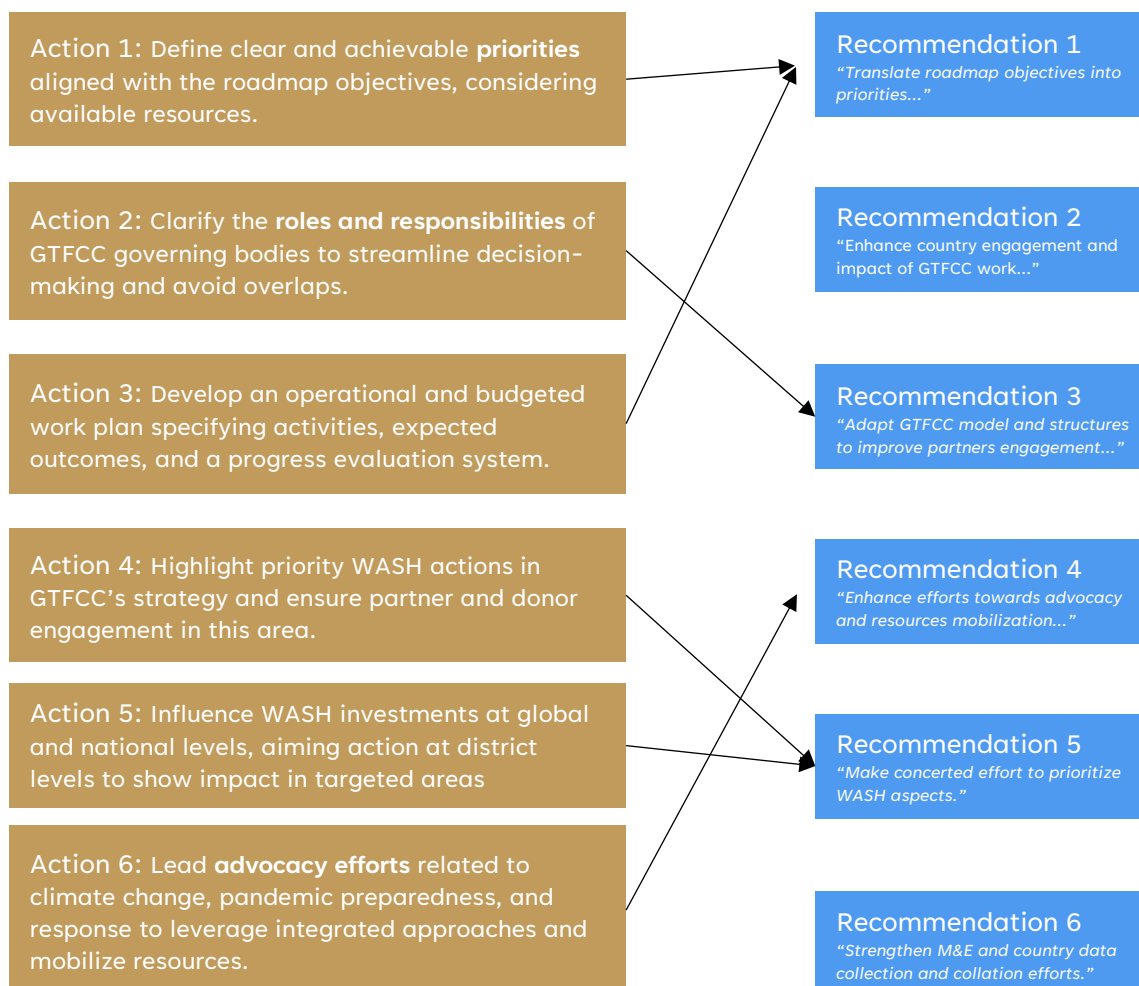 Action 1: Define clear and achievable priorities
aligned with the roadmap objectives, considering
available resources.
Action 2: Clarify the roles and responsibilities of
GTFCC governing bodies to streamline decision-
making and avoid overlaps.
Action 3: Develop an operational and budgeted
work plan specifying activities, expected
outcomes, and a progress evaluation system.
Action 4: Highlight priority WASH actions in
GTFCC’s strategy and ensure partner and donor
engagement in this area.
Action 5: Influence WASH investments at global
and national levels, aiming action at district
levels to show impact in targeted areas
Action 6: Lead advocacy efforts related to
climate change, pandemic preparedness, and
response to leverage integrated approaches and
mobilize resources.
Recommendation 1
“Translate roadmap objectives into
priorities...”
Recommendation 2
“Enhance country engagement and
impact of GTFCC work...”
Recommendation 3
“Adapt GTFCC model and structures
to improve partners engagement...”
Recommendation 4
“Enhance efforts towards advocacy
and resources mobilization...”
Recommendation 5
“Make concerted effort to prioritize
WASH aspects.”
Recommendation 6
“Strengthen M&E and country data
collection and collation efforts.”